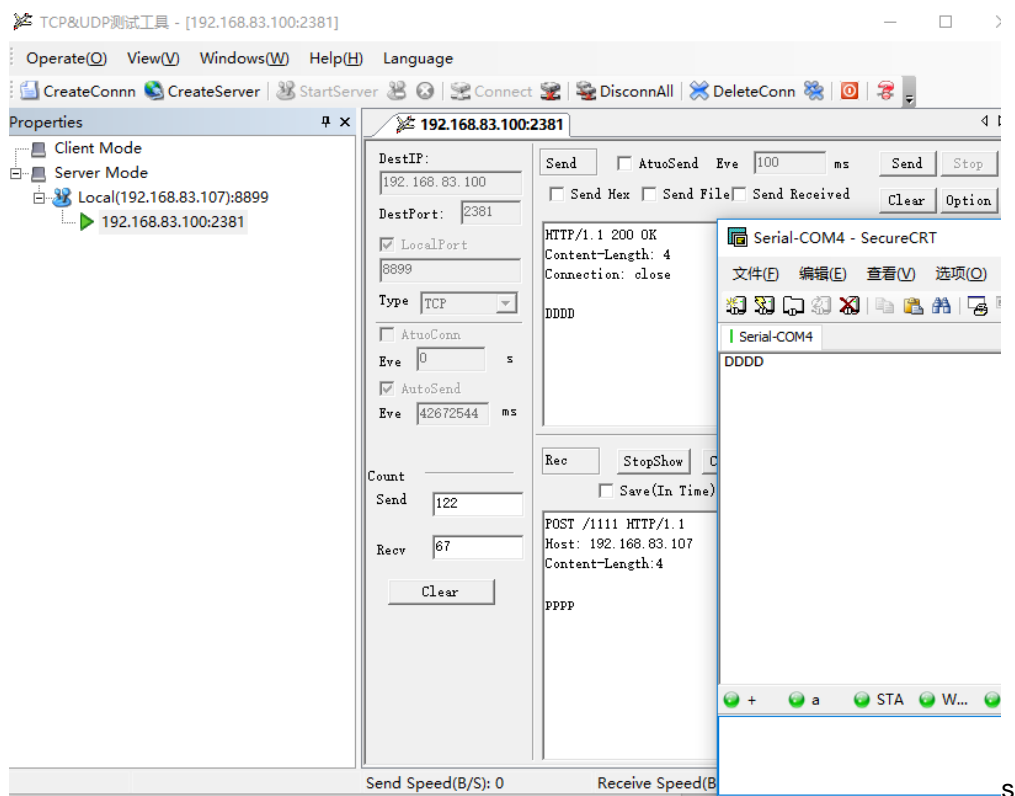 TCP&UDP测试工具 - [192.168.83.100:2381]
Operate(O) View(V) Windows(W) Help(H) Language
CreateConnn CreateServer StartServer Connect DisconnAll DeleteConn
Properties
192.168.83.100:2381
Client Mode
Server Mode
Local(192.168.83.107):8899
192.168.83.100:2381
DestIP:
192.168.83.100
DestPort: 2381
LocalPort
8899
Type TCP
AtuoConn
Eve 0 s
AutoSend
Eve 42672544 ms
Count
Send 122
Recv 67
Clear
Send AtuoSend Eve 100 ms Send Stop
Send Hex Send File Send Received Clear Option
HTTP/1.1 200 OK
Content-Length: 4
Connection: close
DDDD
Rec StopShow C
Save(In Time)
POST /1111 HTTP/1.1
Host: 192.168.83.107
Content-Length:4
PPPP
Serial-COM4 - SecureCRT
文件(F) 编辑(E) 查看(V) 选项(O)
Serial-COM4
DDDD
+ a STA W...
Send Speed(B/S): 0 Receive Speed(B
s